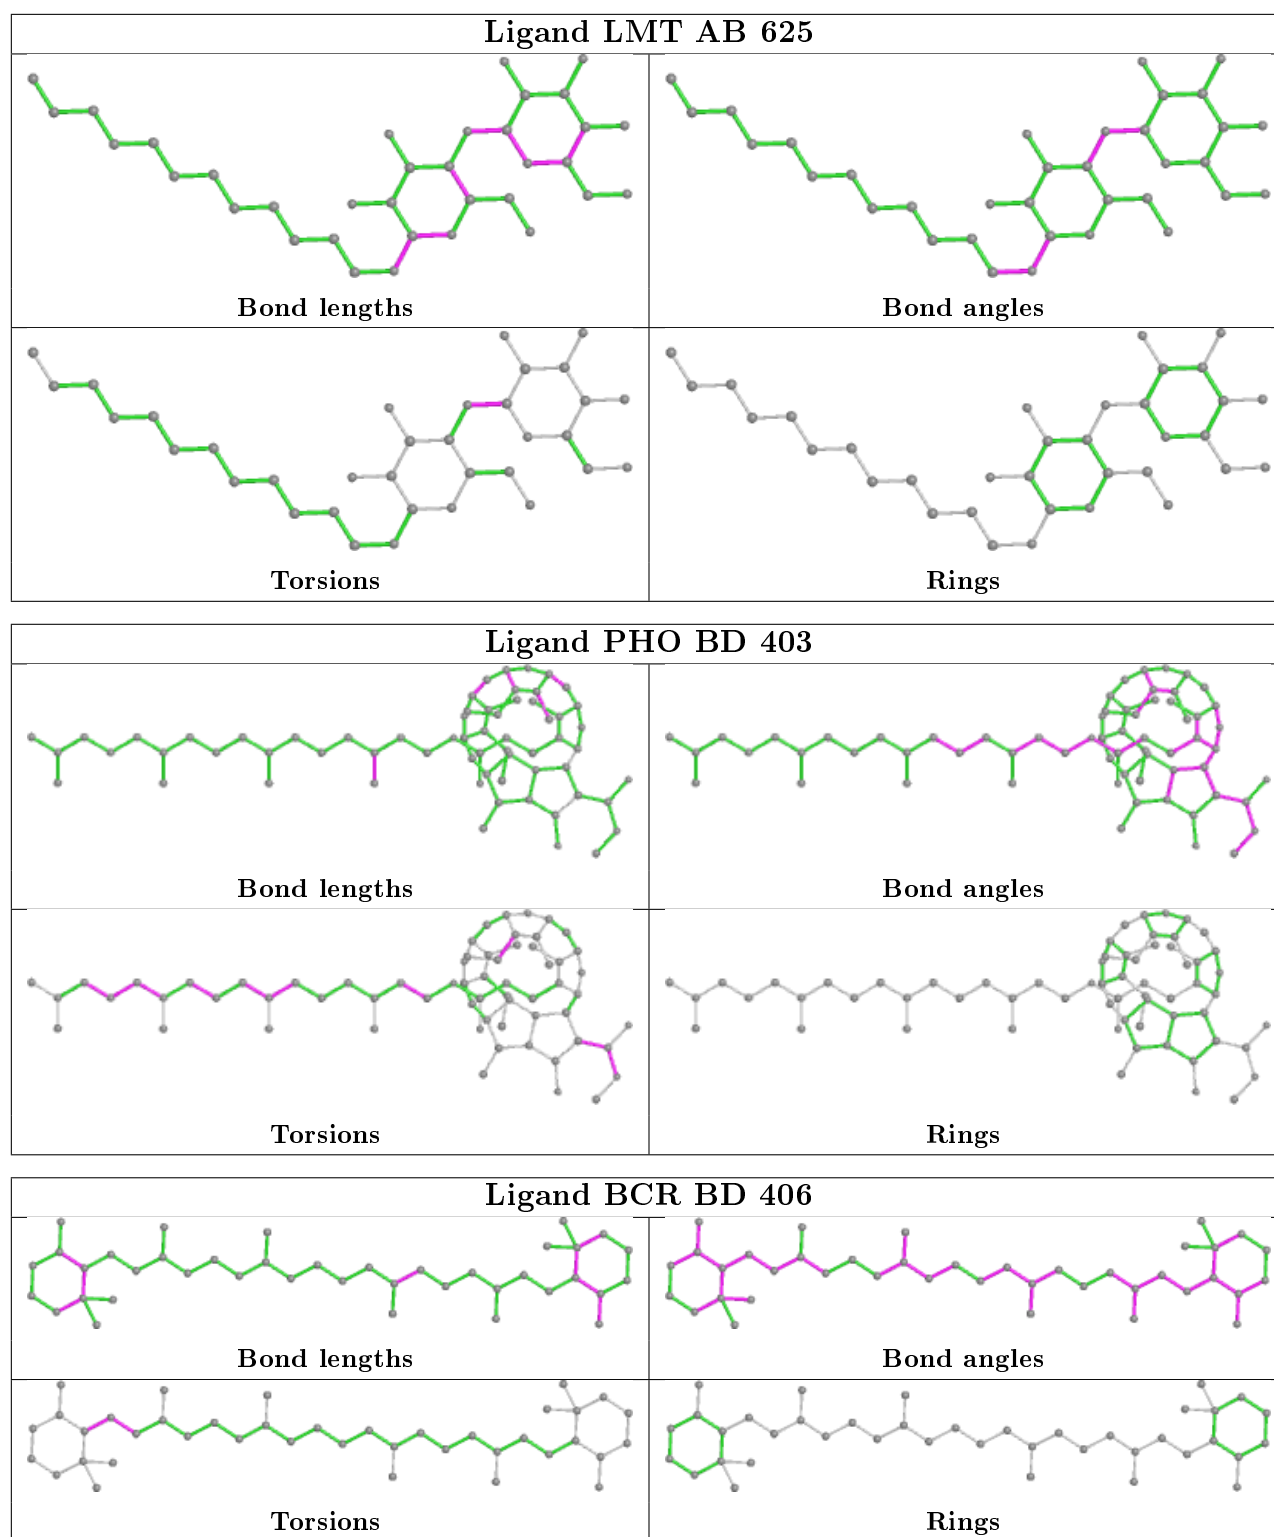 Ligand LMT AB 625
Bond lengths
Bond angles
Torsions
Rings
Ligand PHO BD 403
Bond lengths
Bond angles
Torsions
Rings
Ligand BCR BD 406
Bond lengths
Bond angles
Torsions
Rings